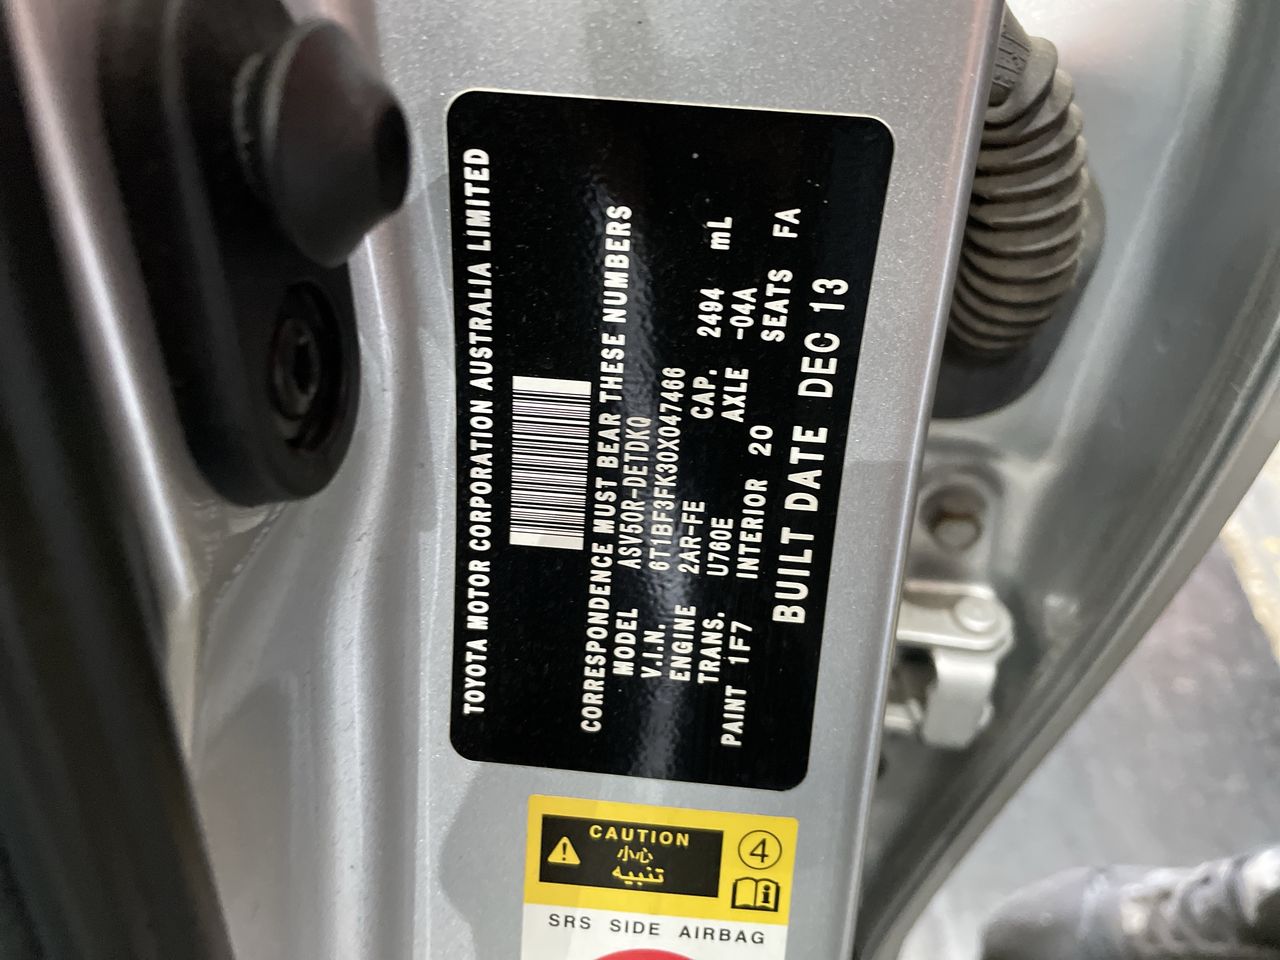 TOYOTA MOTOR CORPORATION AUSTRALIA LIMITED
CORRESPONDENCE MUST BEAR THESE NUMBERS
MODEL ASV50R-DETDKQ
V.I.N. 6T1BF3FK30X047466
ENGINE 2AR-FE CAP. 2494 mL
TRANS. U760E AXLE -04A
PAINT 1F7 INTERIOR 20 SEATS FA
BUILT DATE DEC 13
CAUTION
小心
تنبيه
4
i
SRS SIDE AIRBAG